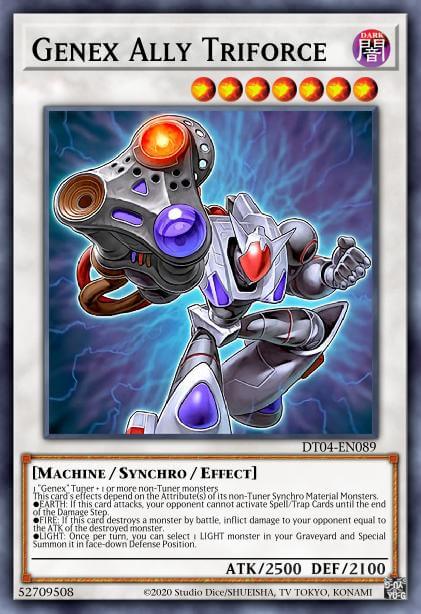 GENEX ALLY TRIFORCE
DARK
闇
DT04-EN089
[MACHINE / SYNCHRO / EFFECT]
1 "Genex" Tuner + 1 or more non-Tuner monsters
This card's effects depend on the Attribute(s) of its non-Tuner Synchro Material Monsters.
●EARTH: If this card attacks, your opponent cannot activate Spell/Trap Cards until the end
of the Damage Step.
●FIRE: If this card destroys a monster by battle, inflict damage to your opponent equal to
the ATK of the destroyed monster.
●LIGHT: Once per turn, you can select 1 LIGHT monster in your Graveyard and Special
Summon it in face-down Defense Position.
ATK/2500 DEF/2100
52709508
©2020 Studio Dice/SHUEISHA, TV TOKYO, KONAMI